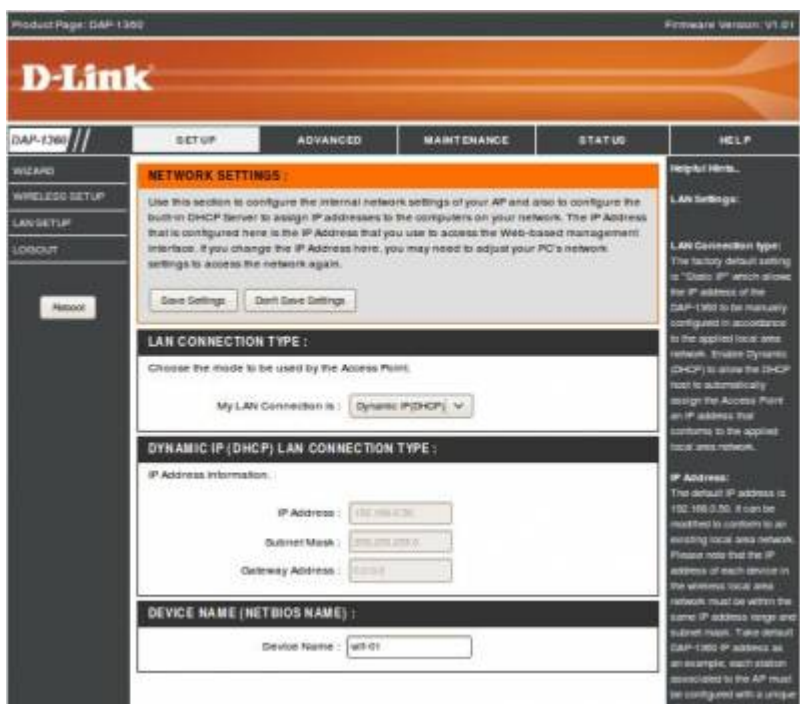 Product Page: DAP-1360
Firmware Version: V1.01
D-Link
DAP-1360
SETUP
ADVANCED
MAINTENANCE
STATUS
HELP
WIZARD
WIRELESS SETUP
LAN SETUP
LOGOUT
Reboot
NETWORK SETTINGS :
Use this section to configure the internal network settings of your AP and also to configure the
built-in DHCP Server to assign IP addresses to the computers on your network. The IP Address
that is configured here is the IP Address that you use to access the Web-based management
interface. If you change the IP Address here, you may need to adjust your PC's network
settings to access the network again.
Save Settings
Don't Save Settings
LAN CONNECTION TYPE :
Choose the mode to be used by the Access Point.
My LAN Connection is :
Dynamic IP(DHCP)
DYNAMIC IP (DHCP) LAN CONNECTION TYPE :
IP Address Information.
IP Address :
192.168.0.50
Subnet Mask :
255.255.255.0
Gateway Address :
0.0.0.0
DEVICE NAME (NETBIOS NAME) :
Device Name :
wifi-01
Helpful Hints..
LAN Settings:
LAN Connection type:
The factory default setting
is "Static IP" which allows
the IP address of the
DAP-1360 to be manually
configured in accordance
to the applied local area
network. Enable Dynamic
(DHCP) to allow the DHCP
host to automatically
assign the Access Point
an IP address that
conforms to the applied
local area network.
IP Address:
The default IP address is
192.168.0.50. It can be
modified to conform to an
existing local area network.
Please note that the IP
address of each device in
the wireless local area
network must be within the
same IP address range and
subnet mask. Take default
DAP-1360 IP address as
an example, each station
associated to the AP must
be configured with a unique